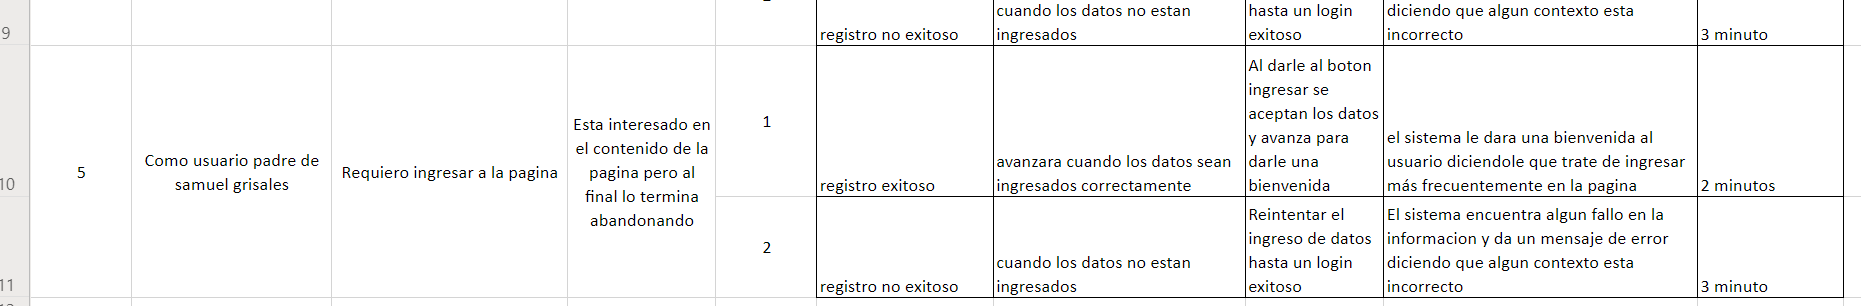 cuando los datos no estan
ingresados
hasta un login
exitoso
diciendo que algun contexto esta
incorrecto
9
registro no exitoso
3 minuto
10
5
Como usuario padre de
samuel grisales
Requiero ingresar a la pagina
Esta interesado en
el contenido de la
pagina pero al
final lo termina
abandonando
1
registro exitoso
avanzara cuando los datos sean
ingresados correctamente
Al darle al boton
ingresar se
aceptan los datos
y avanza para
darle una
bienvenida
el sistema le dara una bienvenida al
usuario diciendole que trate de ingresar
más frecuentemente en la pagina
2 minutos
11
2
registro no exitoso
cuando los datos no estan
ingresados
Reintentar el
ingreso de datos
hasta un login
exitoso
El sistema encuentra algun fallo en la
informacion y da un mensaje de error
diciendo que algun contexto esta
incorrecto
3 minuto